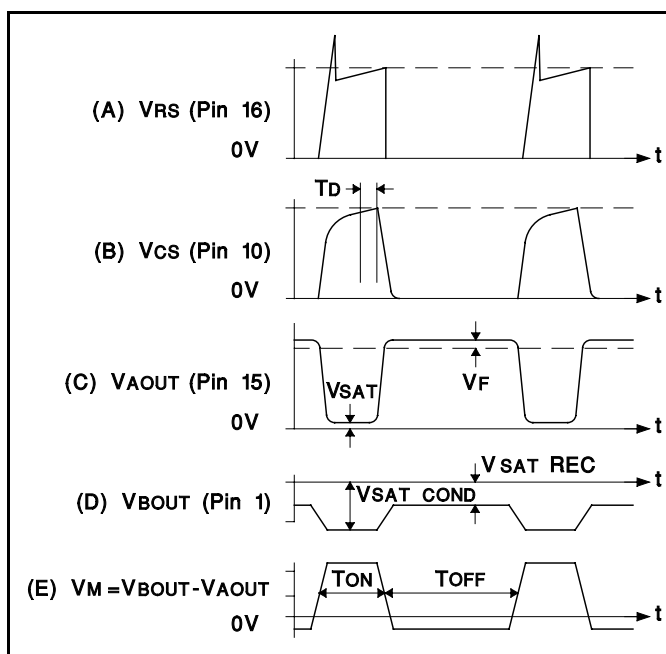 (A) VRS (Pin 16)
0V
t
TD
(B) VCS (Pin 10)
0V
t
(C) VAOUT (Pin 15)
VSAT
VF
0V
t
VSAT REC
t
(D) VBOUT (Pin 1)
VSAT COND
(E) VM=VBOUT-VAOUT
TON
TOFF
0V
t